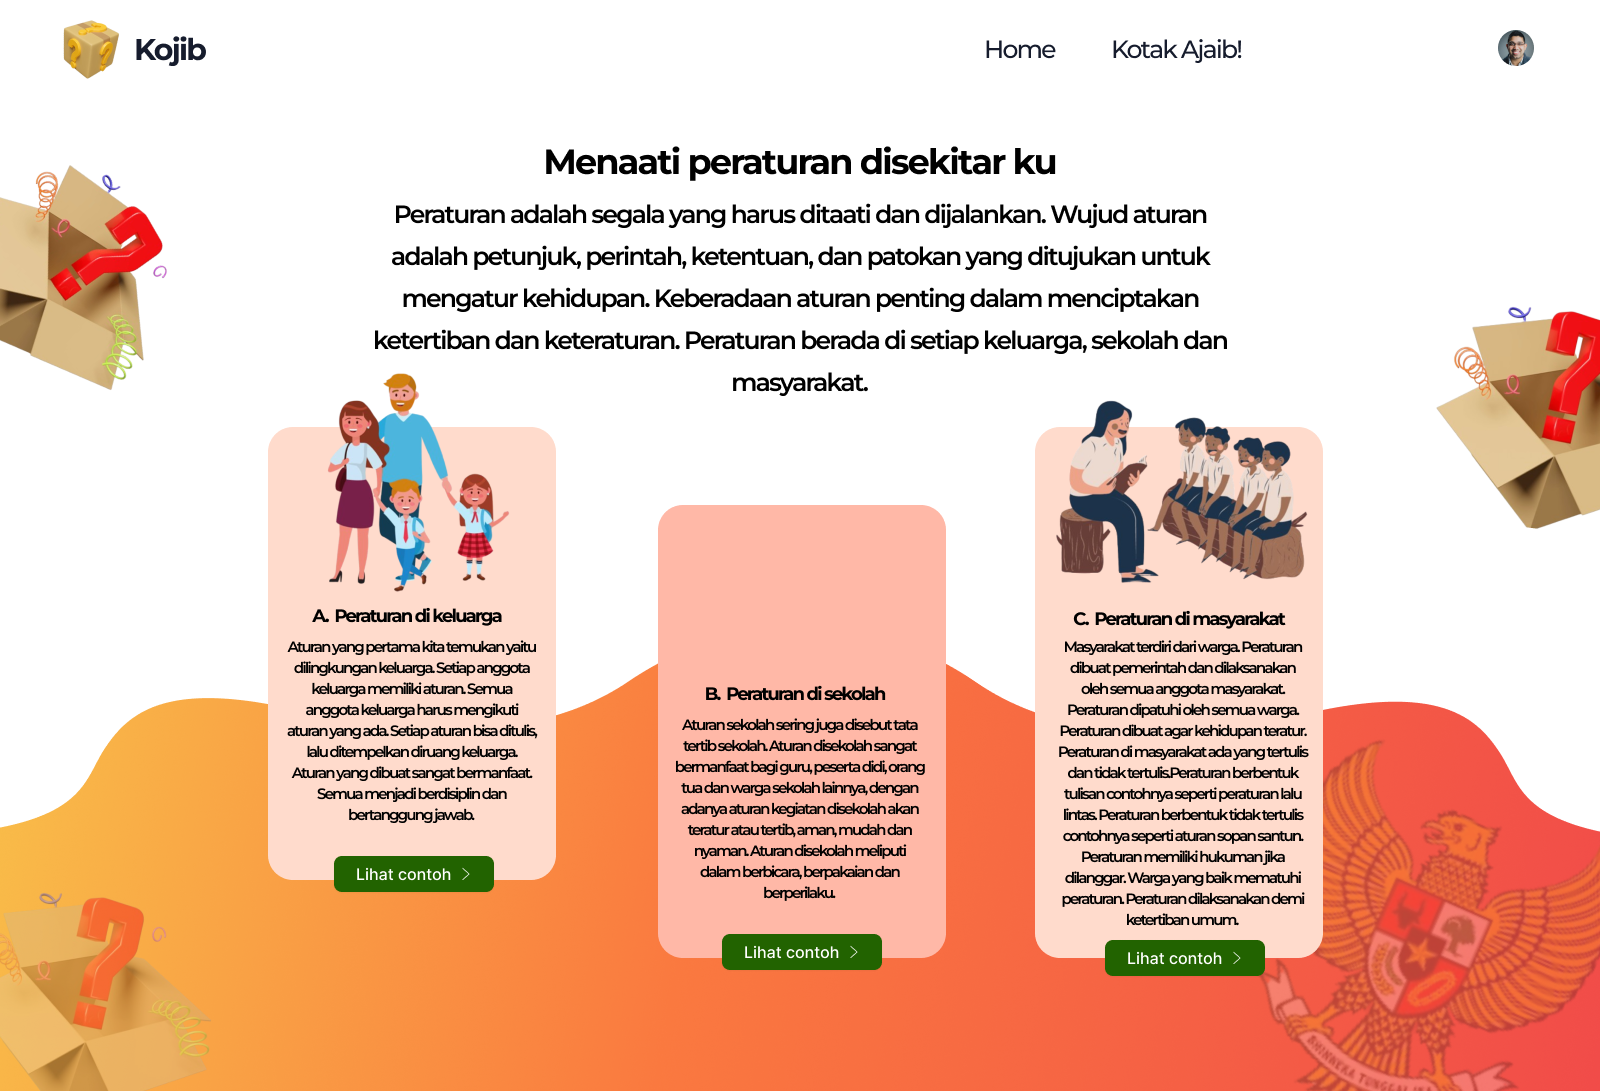 Kojib
Home
Kotak Ajaib!
Menaati peraturan disekitar ku
Peraturan adalah segala yang harus ditaati dan dijalankan. Wujud aturan
adalah petunjuk, perintah, ketentuan, dan patokan yang ditujukan untuk
mengatur kehidupan. Keberadaan aturan penting dalam menciptakan
ketertiban dan keteraturan. Peraturan berada di setiap keluarga, sekolah dan
masyarakat.
A. Peraturan di keluarga
Aturan yang pertama kita temukan yaitu
dilingkungan keluarga. Setiap anggota
keluarga memiliki aturan. Semua
anggota keluarga harus mengikuti
aturan yang ada. Setiap aturan bisa ditulis,
lalu ditempelkan diruang keluarga.
Aturan yang dibuat sangat bermanfaat.
Semua menjadi berdisiplin dan
bertanggung jawab.
Lihat contoh
B. Peraturan di sekolah
Aturan sekolah sering juga disebut tata
tertib sekolah. Aturan disekolah sangat
bermanfaat bagi guru, peserta didi, orang
tua dan warga sekolah lainnya, dengan
adanya aturan kegiatan disekolah akan
teratur atau tertib, aman, mudah dan
nyaman. Aturan disekolah meliputi
dalam berbicara, berpakaian dan
berperilaku.
Lihat contoh
C. Peraturan di masyarakat
Masyarakat terdiri dari warga. Peraturan
dibuat pemerintah dan dilaksanakan
oleh semua anggota masyarakat.
Peraturan dipatuhi oleh semua warga.
Peraturan dibuat agar kehidupan teratur.
Peraturan di masyarakat ada yang tertulis
dan tidak tertulis.Peraturan berbentuk
tulisan contohnya seperti peraturan lalu
lintas. Peraturan berbentuk tidak tertulis
contohnya seperti aturan sopan santun.
Peraturan memiliki hukuman jika
dilanggar. Warga yang baik mematuhi
peraturan. Peraturan dilaksanakan demi
ketertiban umum.
Lihat contoh
BHINNEKA TUNGGAL